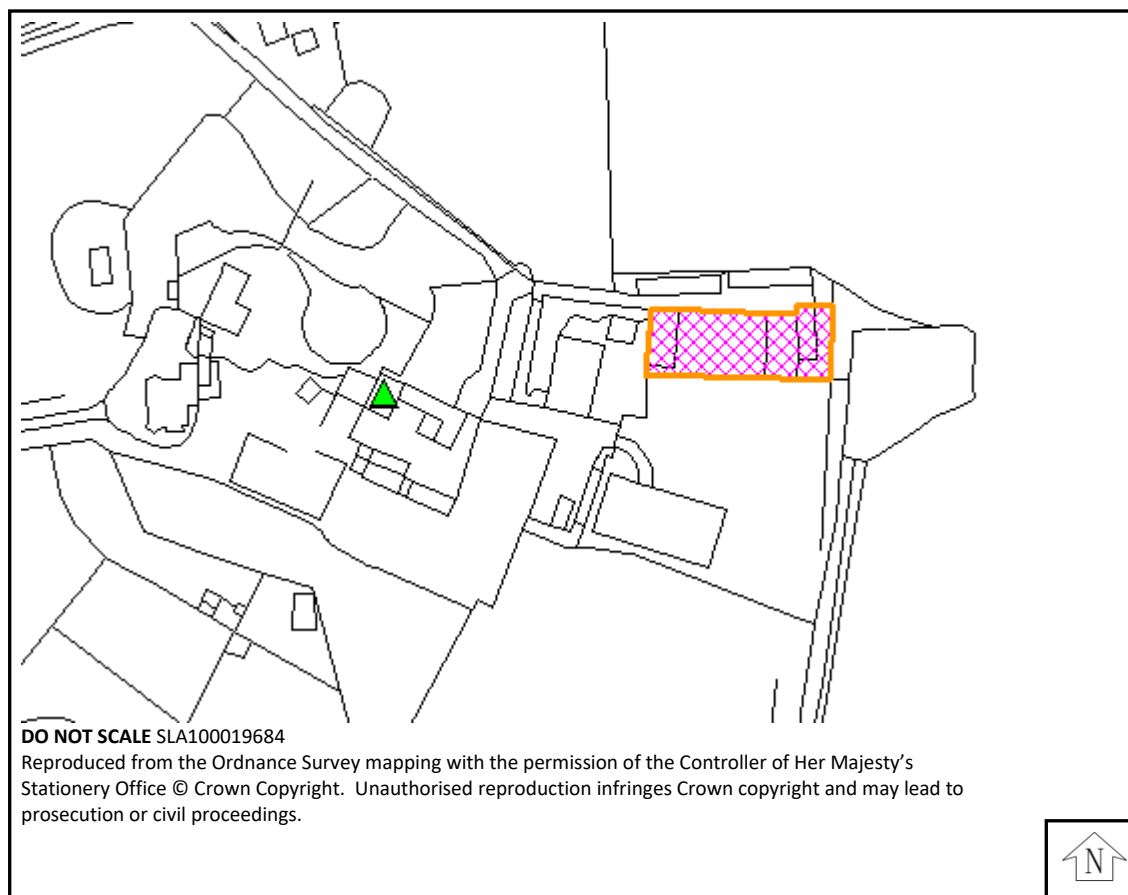 DO NOT SCALE SLA100019684
Reproduced from the Ordnance Survey mapping with the permission of the Controller of Her Majesty’s
Stationery Office © Crown Copyright. Unauthorised reproduction infringes Crown copyright and may lead to
prosecution or civil proceedings.
N